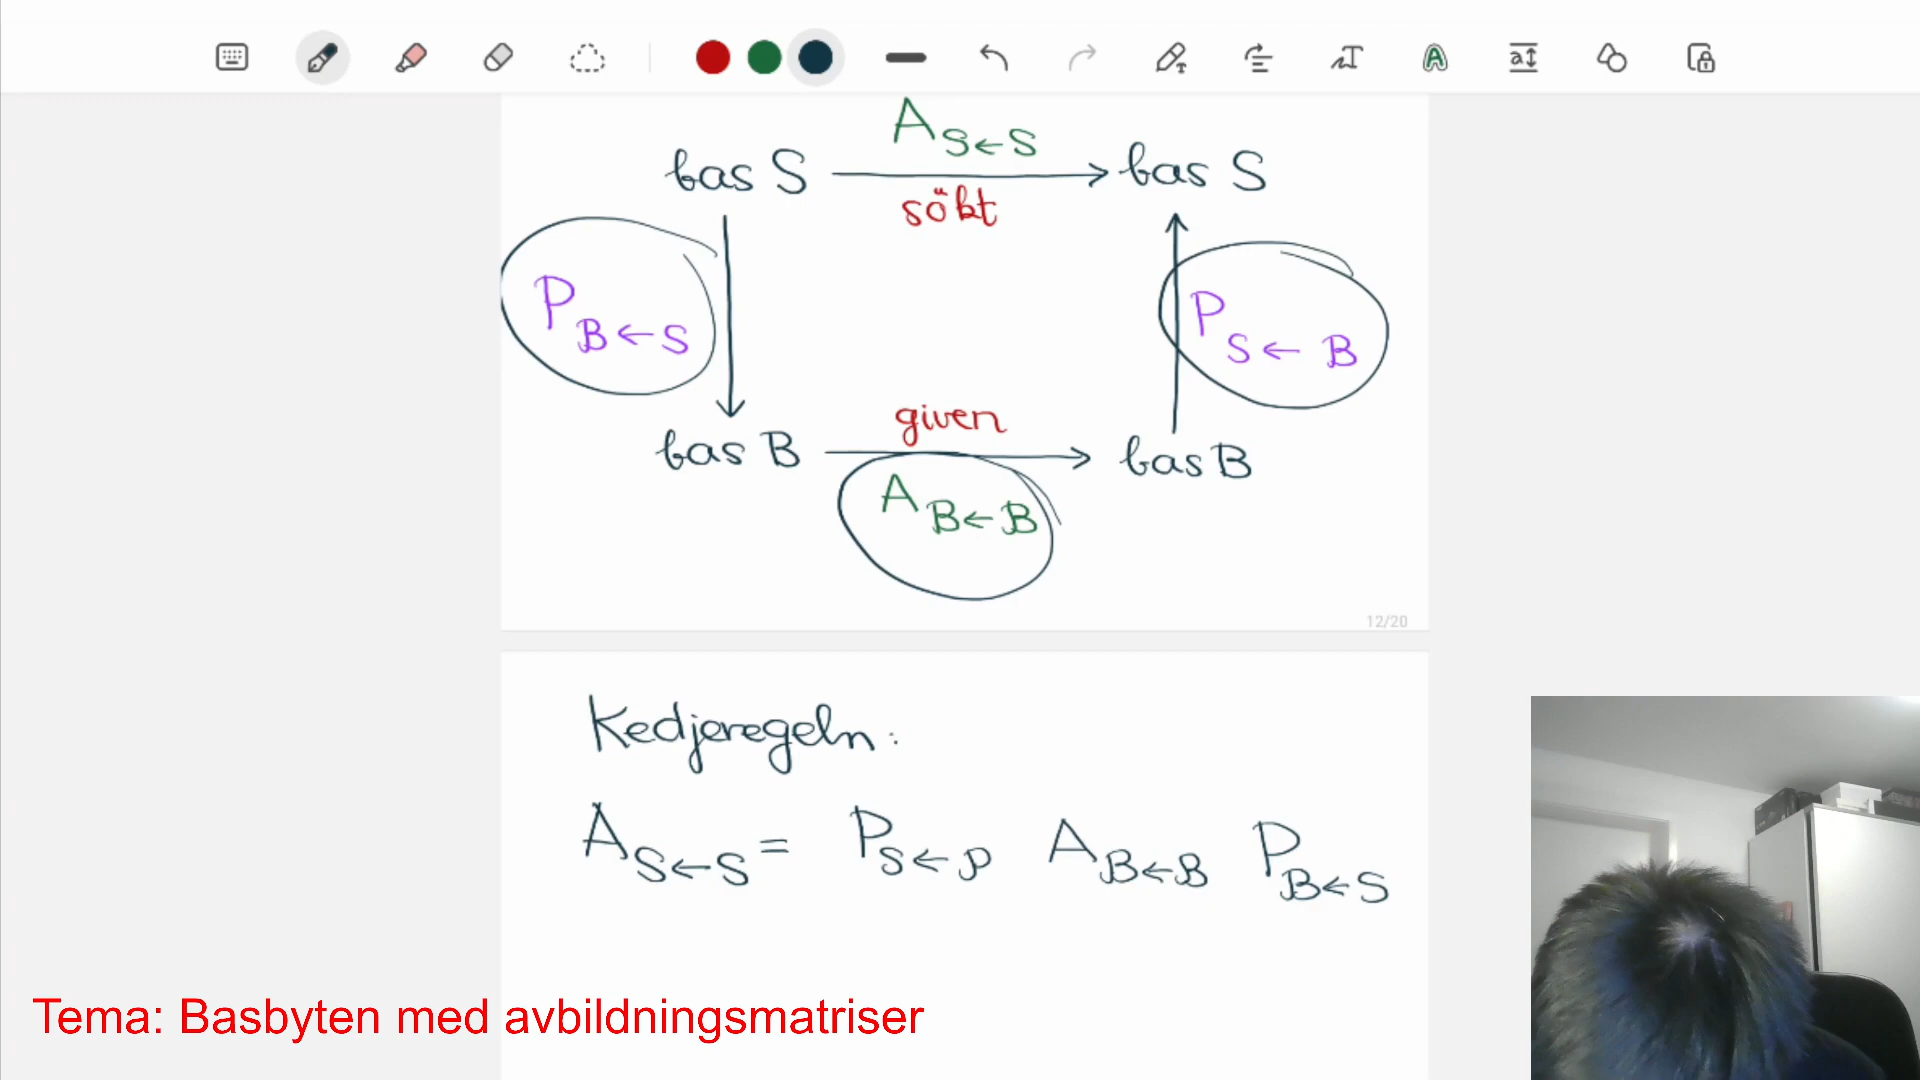 A S←S
bas S → bas S
sökt
P B←S
P S←B
given
bas B → bas B
A B←B
12/20
Kedjeregeln:
A S←S = P S←P A B←B P B←S
Tema: Basbyten med avbildningsmatriser